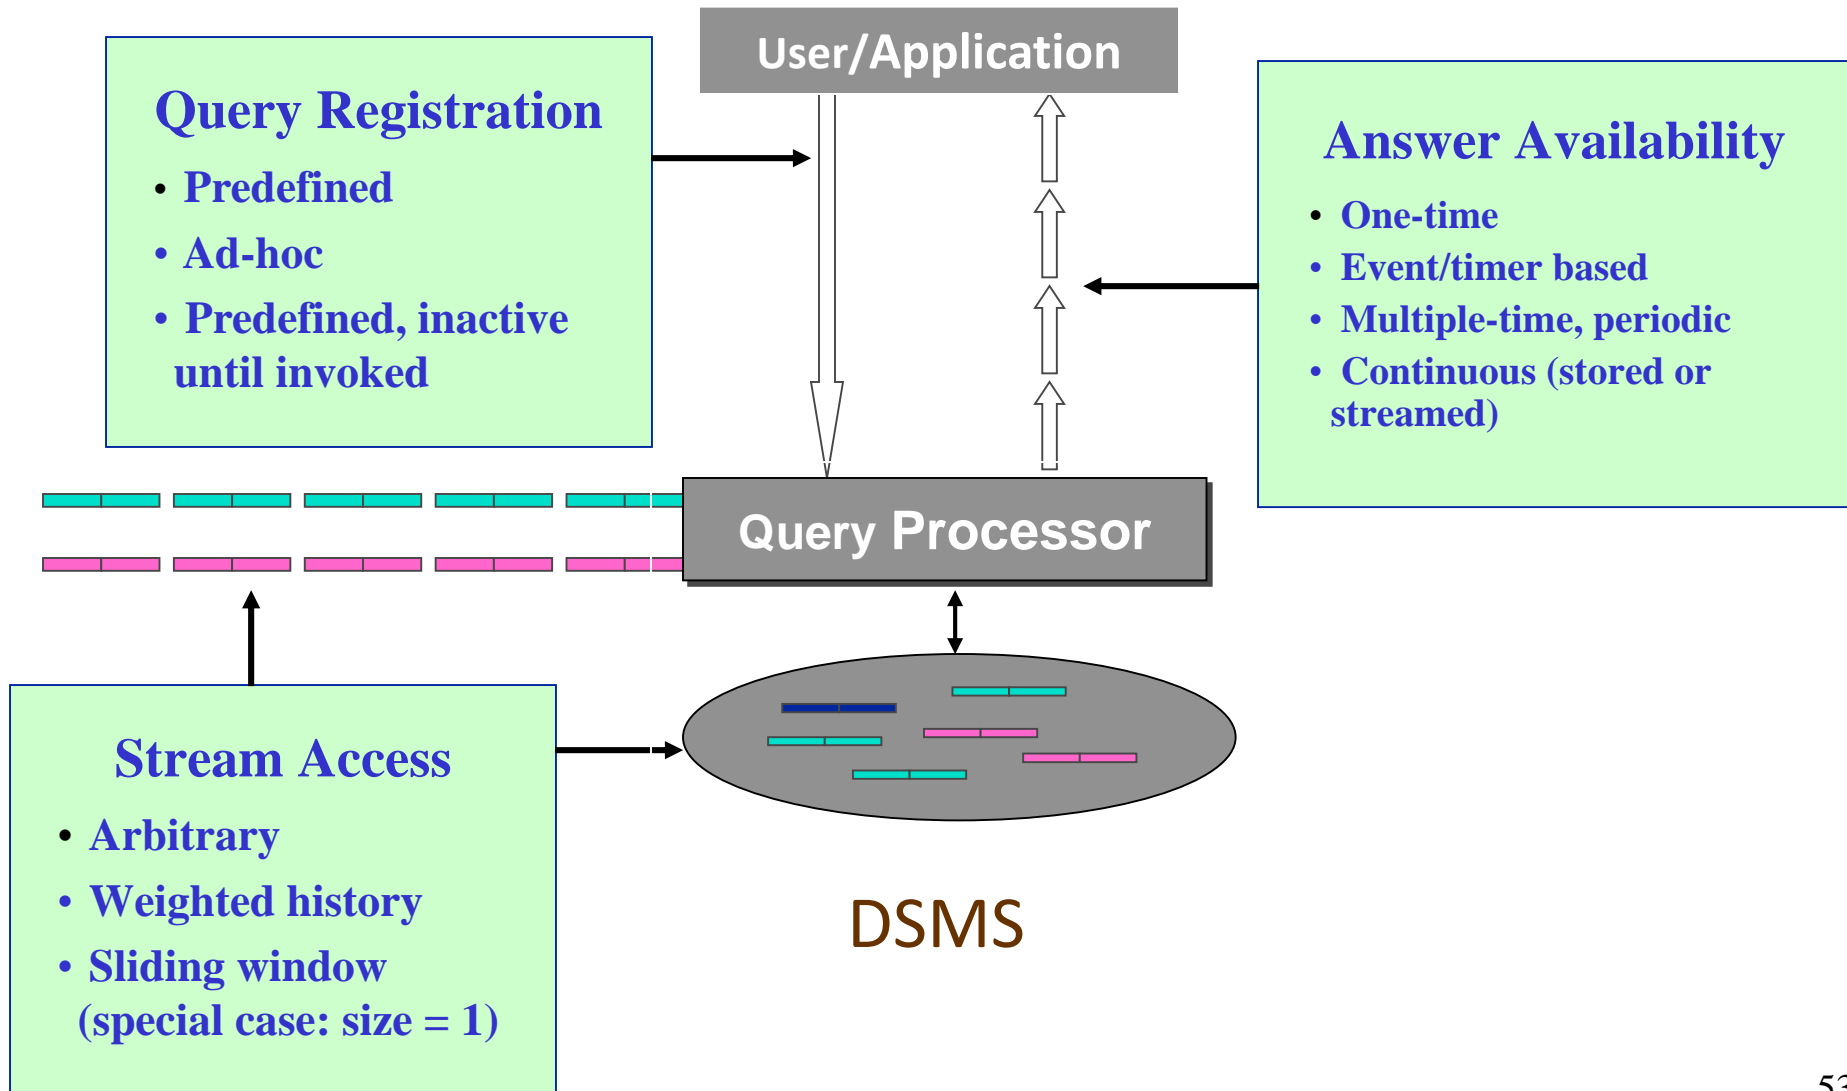 User/Application
Query Registration
• Predefined
• Ad-hoc
• Predefined, inactive
until invoked
Answer Availability
• One-time
• Event/timer based
• Multiple-time, periodic
• Continuous (stored or
streamed)
Query Processor
Stream Access
• Arbitrary
• Weighted history
• Sliding window
(special case: size = 1)
DSMS
53